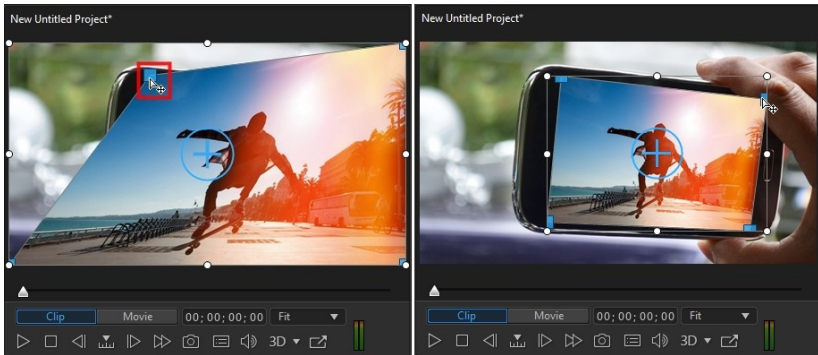 New Untitled Project*
Clip
Movie
00; 00; 00; 00
Fit
3D
New Untitled Project*
Clip
Movie
00; 00; 00; 00
Fit
3D